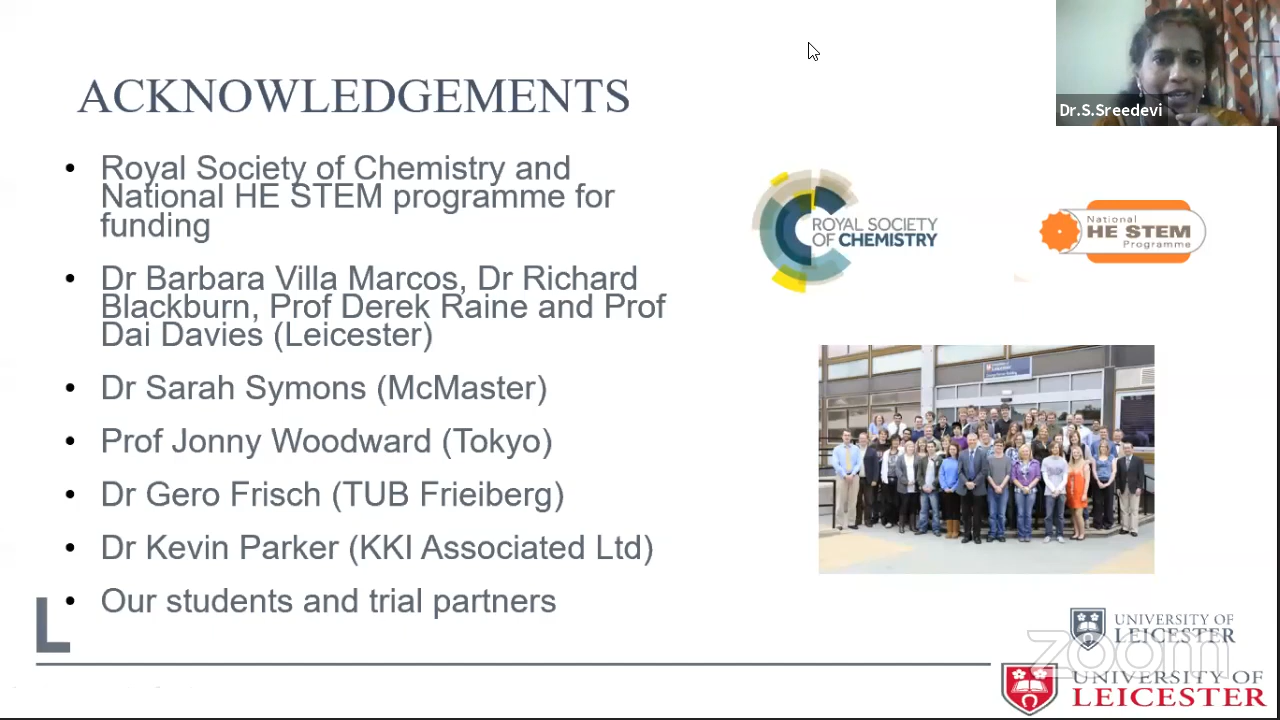 Dr.S.Sreedevi
ACKNOWLEDGEMENTS
• Royal Society of Chemistry and
National HE STEM programme for
funding
• Dr Barbara Villa Marcos, Dr Richard
Blackburn, Prof Derek Raine and Prof
Dai Davies (Leicester)
• Dr Sarah Symons (McMaster)
• Prof Jonny Woodward (Tokyo)
• Dr Gero Frisch (TUB Frieiberg)
• Dr Kevin Parker (KKI Associated Ltd)
• Our students and trial partners
ROYAL SOCIETY
OF CHEMISTRY
National
HE STEM
Programme
UNIVERSITY OF
LEICESTER
zoom
UNIVERSITY OF
LEICESTER